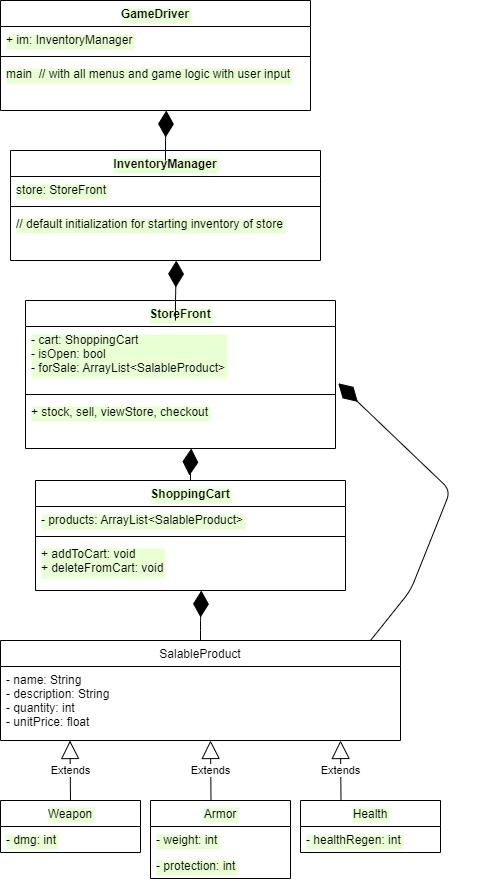 GameDriver
+ im: InventoryManager
main // with all menus and game logic with user input
InventoryManager
store: StoreFront
// default initialization for starting inventory of store
StoreFront
- cart: ShoppingCart
- isOpen: bool
- forSale: ArrayList<SalableProduct>
+ stock, sell, viewStore, checkout
ShoppingCart
- products: ArrayList<SalableProduct>
+ addToCart: void
+ deleteFromCart: void
SalableProduct
- name: String
- description: String
- quantity: int
- unitPrice: float
Extends
Extends
Extends
Weapon
- dmg: int
Armor
- weight: int
- protection: int
Health
- healthRegen: int